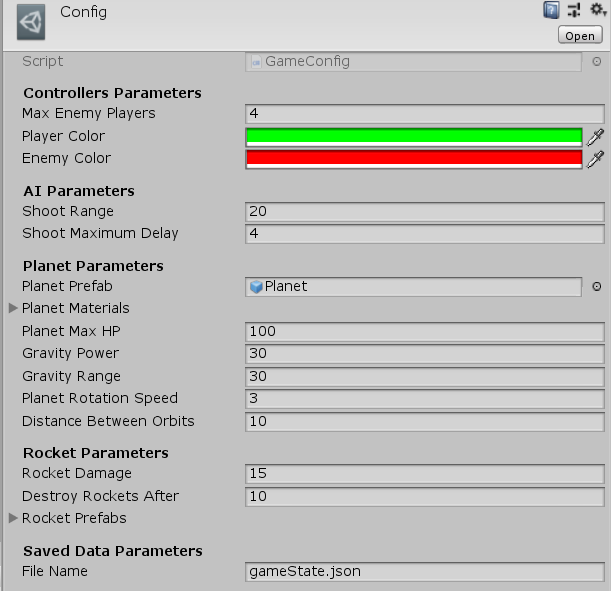 Config
Open
Script GameConfig
Controllers Parameters
Max Enemy Players 4
Player Color
Enemy Color
AI Parameters
Shoot Range 20
Shoot Maximum Delay 4
Planet Parameters
Planet Prefab Planet
Planet Materials
Planet Max HP 100
Gravity Power 30
Gravity Range 30
Planet Rotation Speed 3
Distance Between Orbits 10
Rocket Parameters
Rocket Damage 15
Destroy Rockets After 10
Rocket Prefabs
Saved Data Parameters
File Name gameState.json